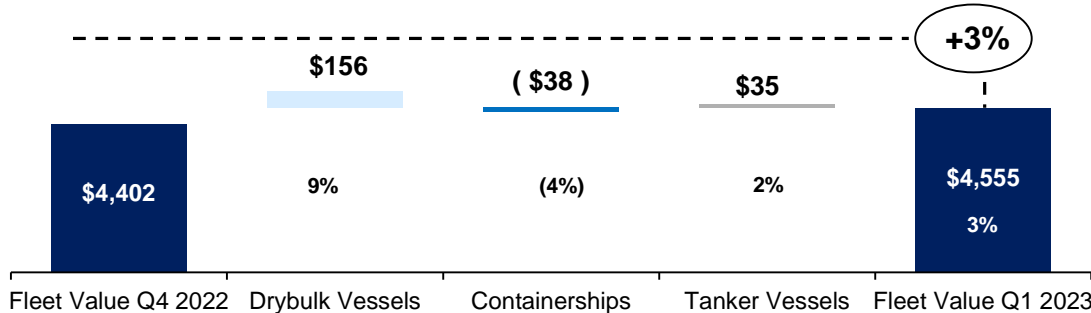 +3%
$156
( $38 )
$35
$4,402
9%
(4%)
2%
$4,555
3%
Fleet Value Q4 2022
Drybulk Vessels
Containerships
Tanker Vessels
Fleet Value Q1 2023